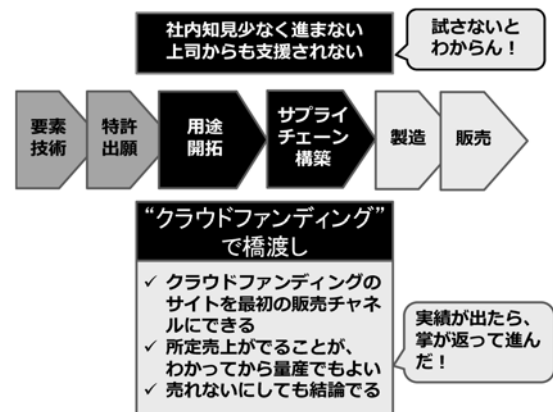 社内知見少なく進まない
上司からも支援されない
試さないと
わからん！
要素
技術
特許
出願
用途
開拓
サプライ
チェーン
構築
製造
販売
“クラウドファンディング”
で橋渡し
✓ クラウドファンディングの
サイトを最初の販売チャネ
ルにできる
✓ 所定売上がでることが、
わかってから量産でもよい
✓ 売れないにしても結論でる
実績が出たら、
掌が返って進ん
だ！